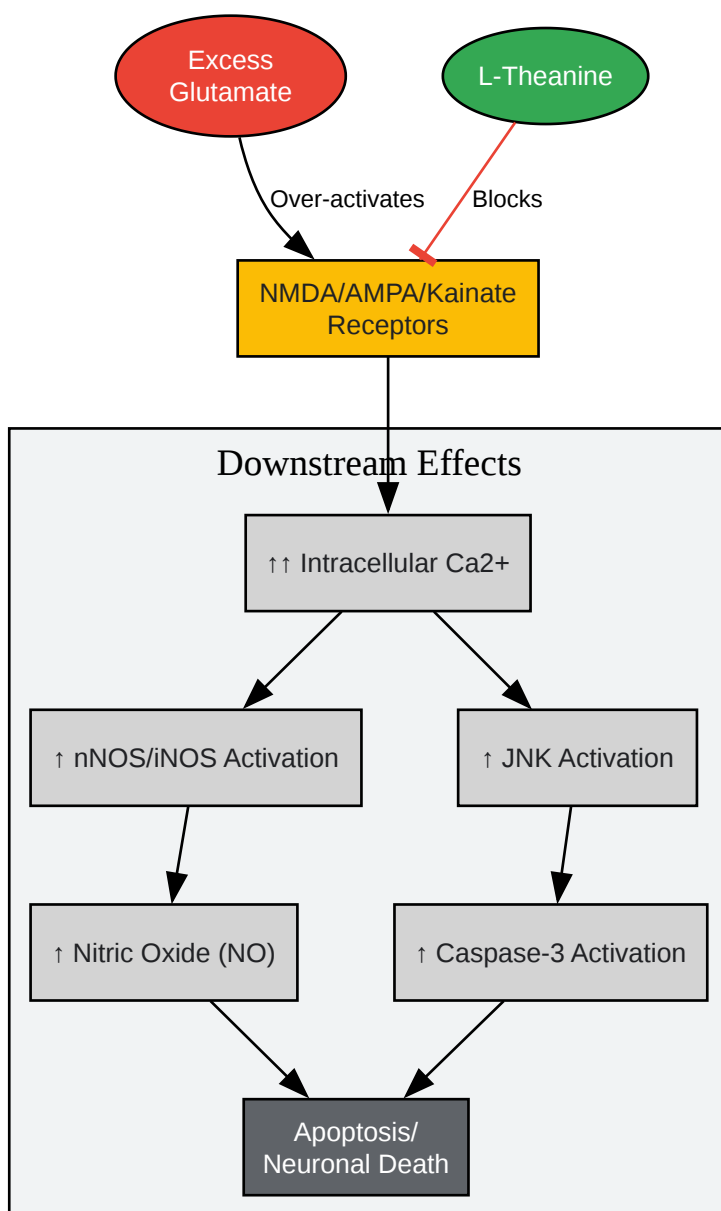 Excess
Glutamate
L-Theanine
Over-activates
Blocks
NMDA/AMPA/Kainate
Receptors
Downstream Effects
↑↑ Intracellular Ca2+
↑ nNOS/iNOS Activation
↑ JNK Activation
↑ Nitric Oxide (NO)
↑ Caspase-3 Activation
Apoptosis/
Neuronal Death